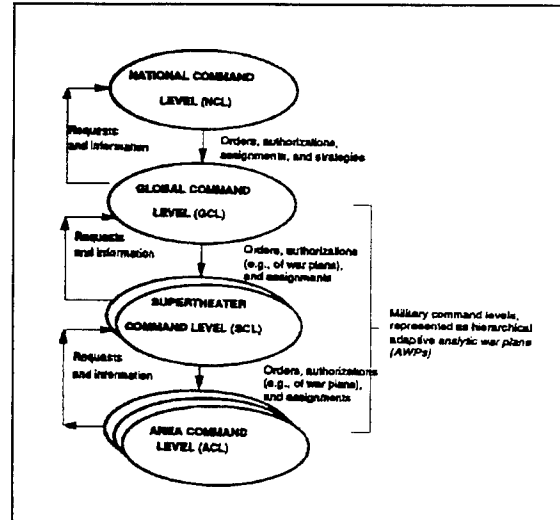 NATIONAL COMMAND
LEVEL (NCL)
Requests
and information
Orders, authorizations,
assignments, and strategies
GLOBAL COMMAND
LEVEL (GCL)
Requests
and information
Orders, authorizations
(e.g., of war plans),
and assignments
SUPERTHEATER
COMMAND LEVEL (SCL)
Military command levels,
represented as hierarchical
adaptive analytic war plans
(AWPs)
Requests
and information
Orders, authorizations
(e.g., of war plans),
and assignments
AREA COMMAND
LEVEL (ACL)